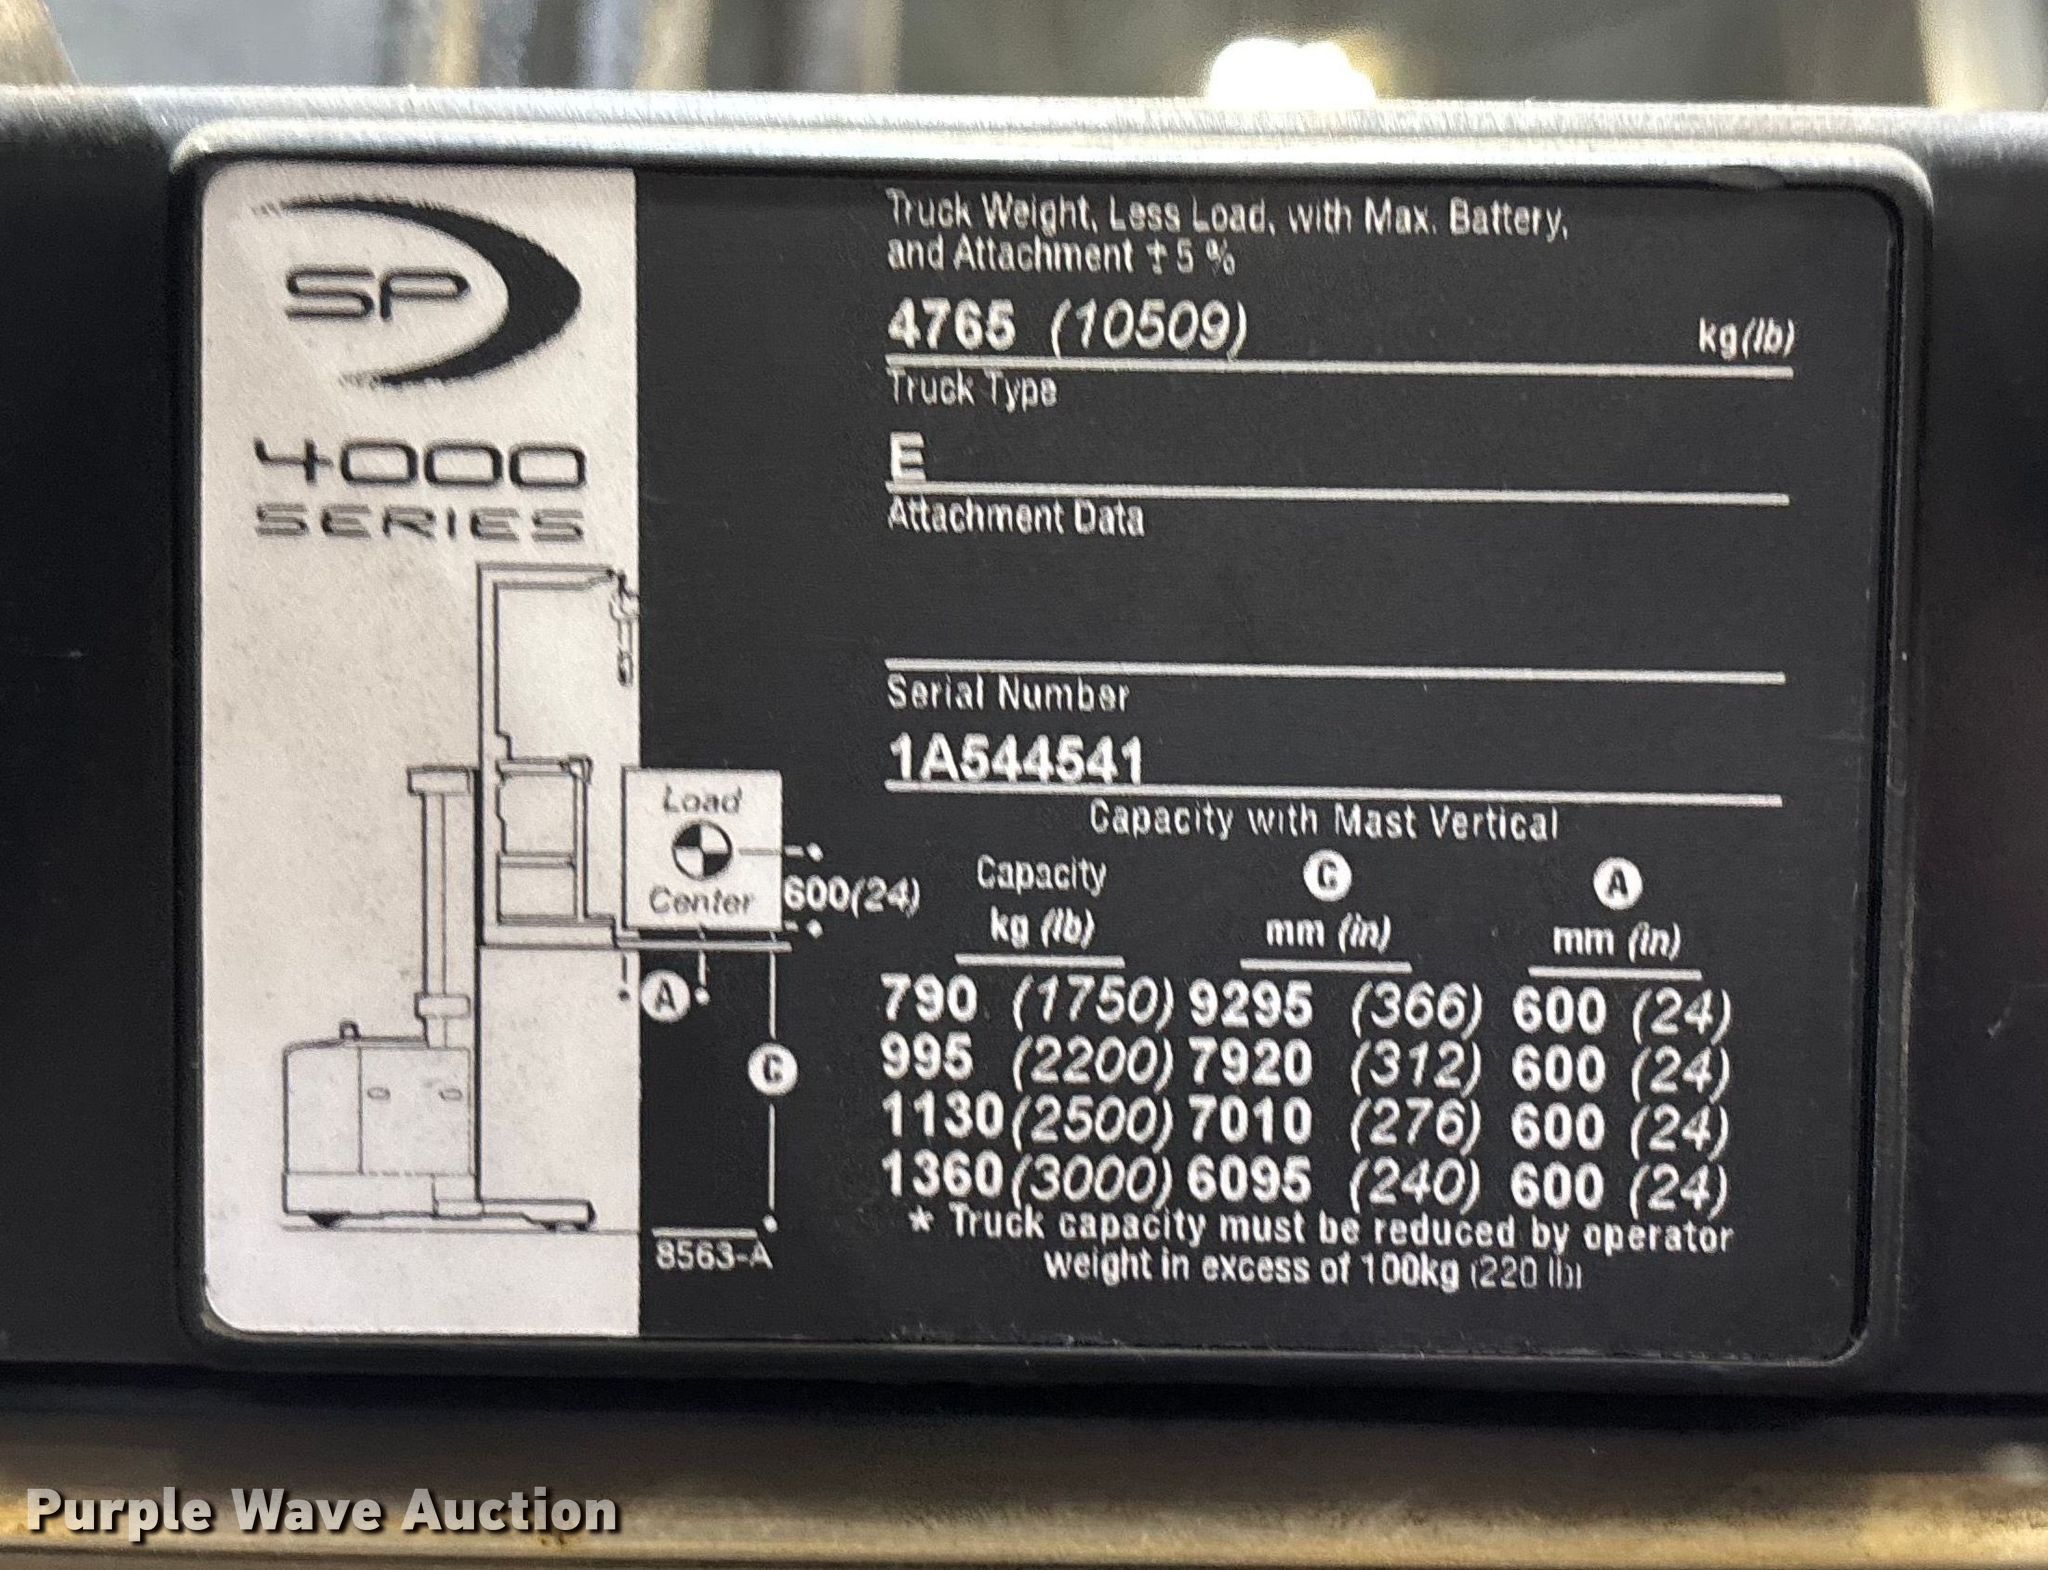 SP
4000
SERIES
Truck Weight, Less Load, with Max. Battery,
and Attachment ± 5 %
4765 (10509) kg(lb)
Truck Type
E
Attachment Data
Serial Number
1A544541
Capacity with Mast Vertical
Capacity C A
kg (lb) mm (in) mm (in)
790 (1750) 9295 (366) 600 (24)
995 (2200) 7920 (312) 600 (24)
1130 (2500) 7010 (276) 600 (24)
1360 (3000) 6095 (240) 600 (24)
* Truck capacity must be reduced by operator
weight in excess of 100kg (220 lb)
Load
Center
600(24)
A
C
8563-A
Purple Wave Auction